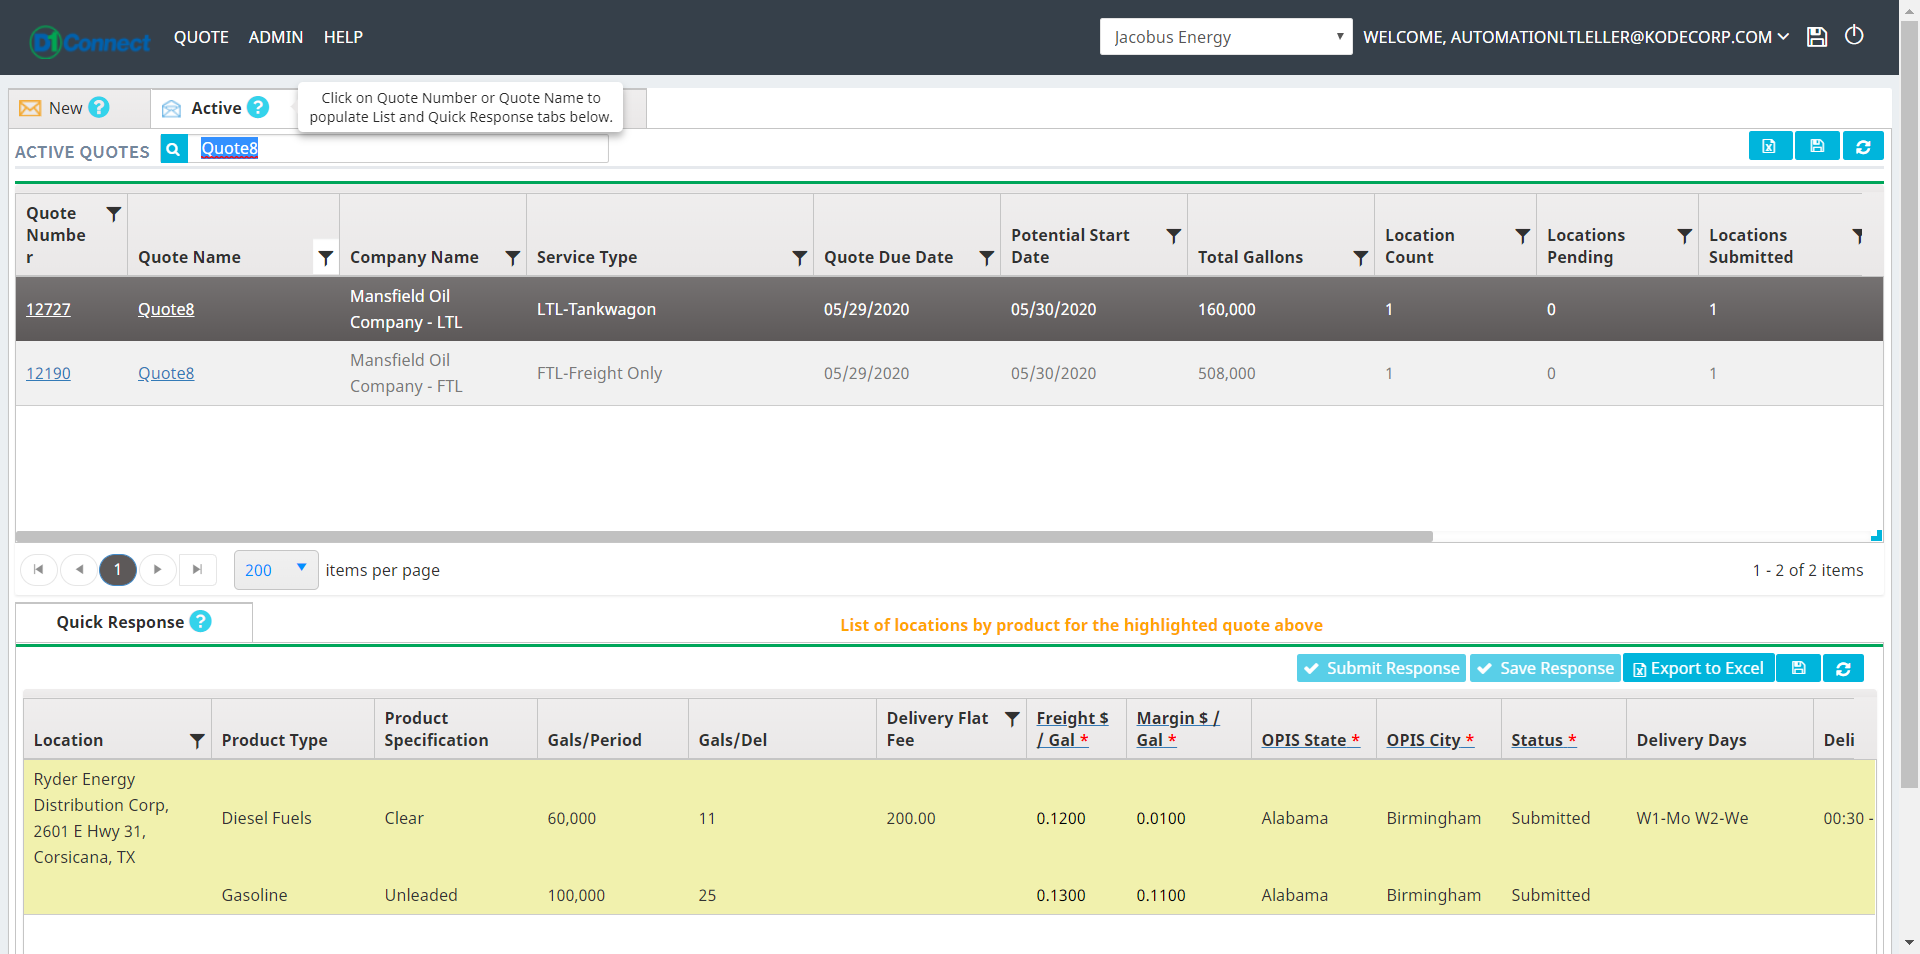 D1Connect QUOTE ADMIN HELP Jacobus Energy WELCOME, AUTOMATIONLTLELLER@KODECORP.COM
New ? Active ? Click on Quote Number or Quote Name to
populate List and Quick Response tabs below.
ACTIVE QUOTES Quote8
Quote
Numbe
r
Quote Name
Company Name
Service Type
Quote Due Date
Potential Start
Date
Total Gallons
Location
Count
Locations
Pending
Locations
Submitted
12727 Quote8 Mansfield Oil
Company - LTL LTL-Tankwagon 05/29/2020 05/30/2020 160,000 1 0 1
12190 Quote8 Mansfield Oil
Company - FTL FTL-Freight Only 05/29/2020 05/30/2020 508,000 1 0 1
1 200 items per page 1 - 2 of 2 items
Quick Response ? List of locations by product for the highlighted quote above
Submit Response Save Response Export to Excel
Location
Product Type
Product
Specification
Gals/Period
Gals/Del
Delivery Flat
Fee
Freight $
/ Gal *
Margin $ /
Gal *
OPIS State *
OPIS City *
Status *
Delivery Days
Deli
Ryder Energy
Distribution Corp,
2601 E Hwy 31,
Corsicana, TX
Diesel Fuels Clear 60,000 11 200.00 0.1200 0.0100 Alabama Birmingham Submitted W1-Mo W2-We 00:30 -
Gasoline Unleaded 100,000 25 0.1300 0.1100 Alabama Birmingham Submitted